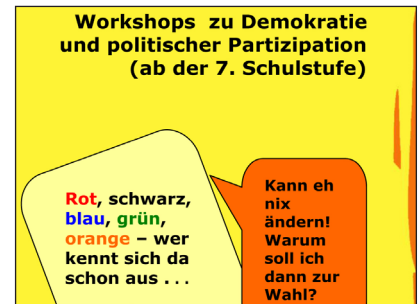 Workshops zu Demokratie
und politischer Partizipation
(ab der 7. Schulstufe)
Rot, schwarz,
blau, grün,
orange – wer
kennt sich da
schon aus . . .
Kann eh
nix
ändern!
Warum
soll ich
dann zur
Wahl?